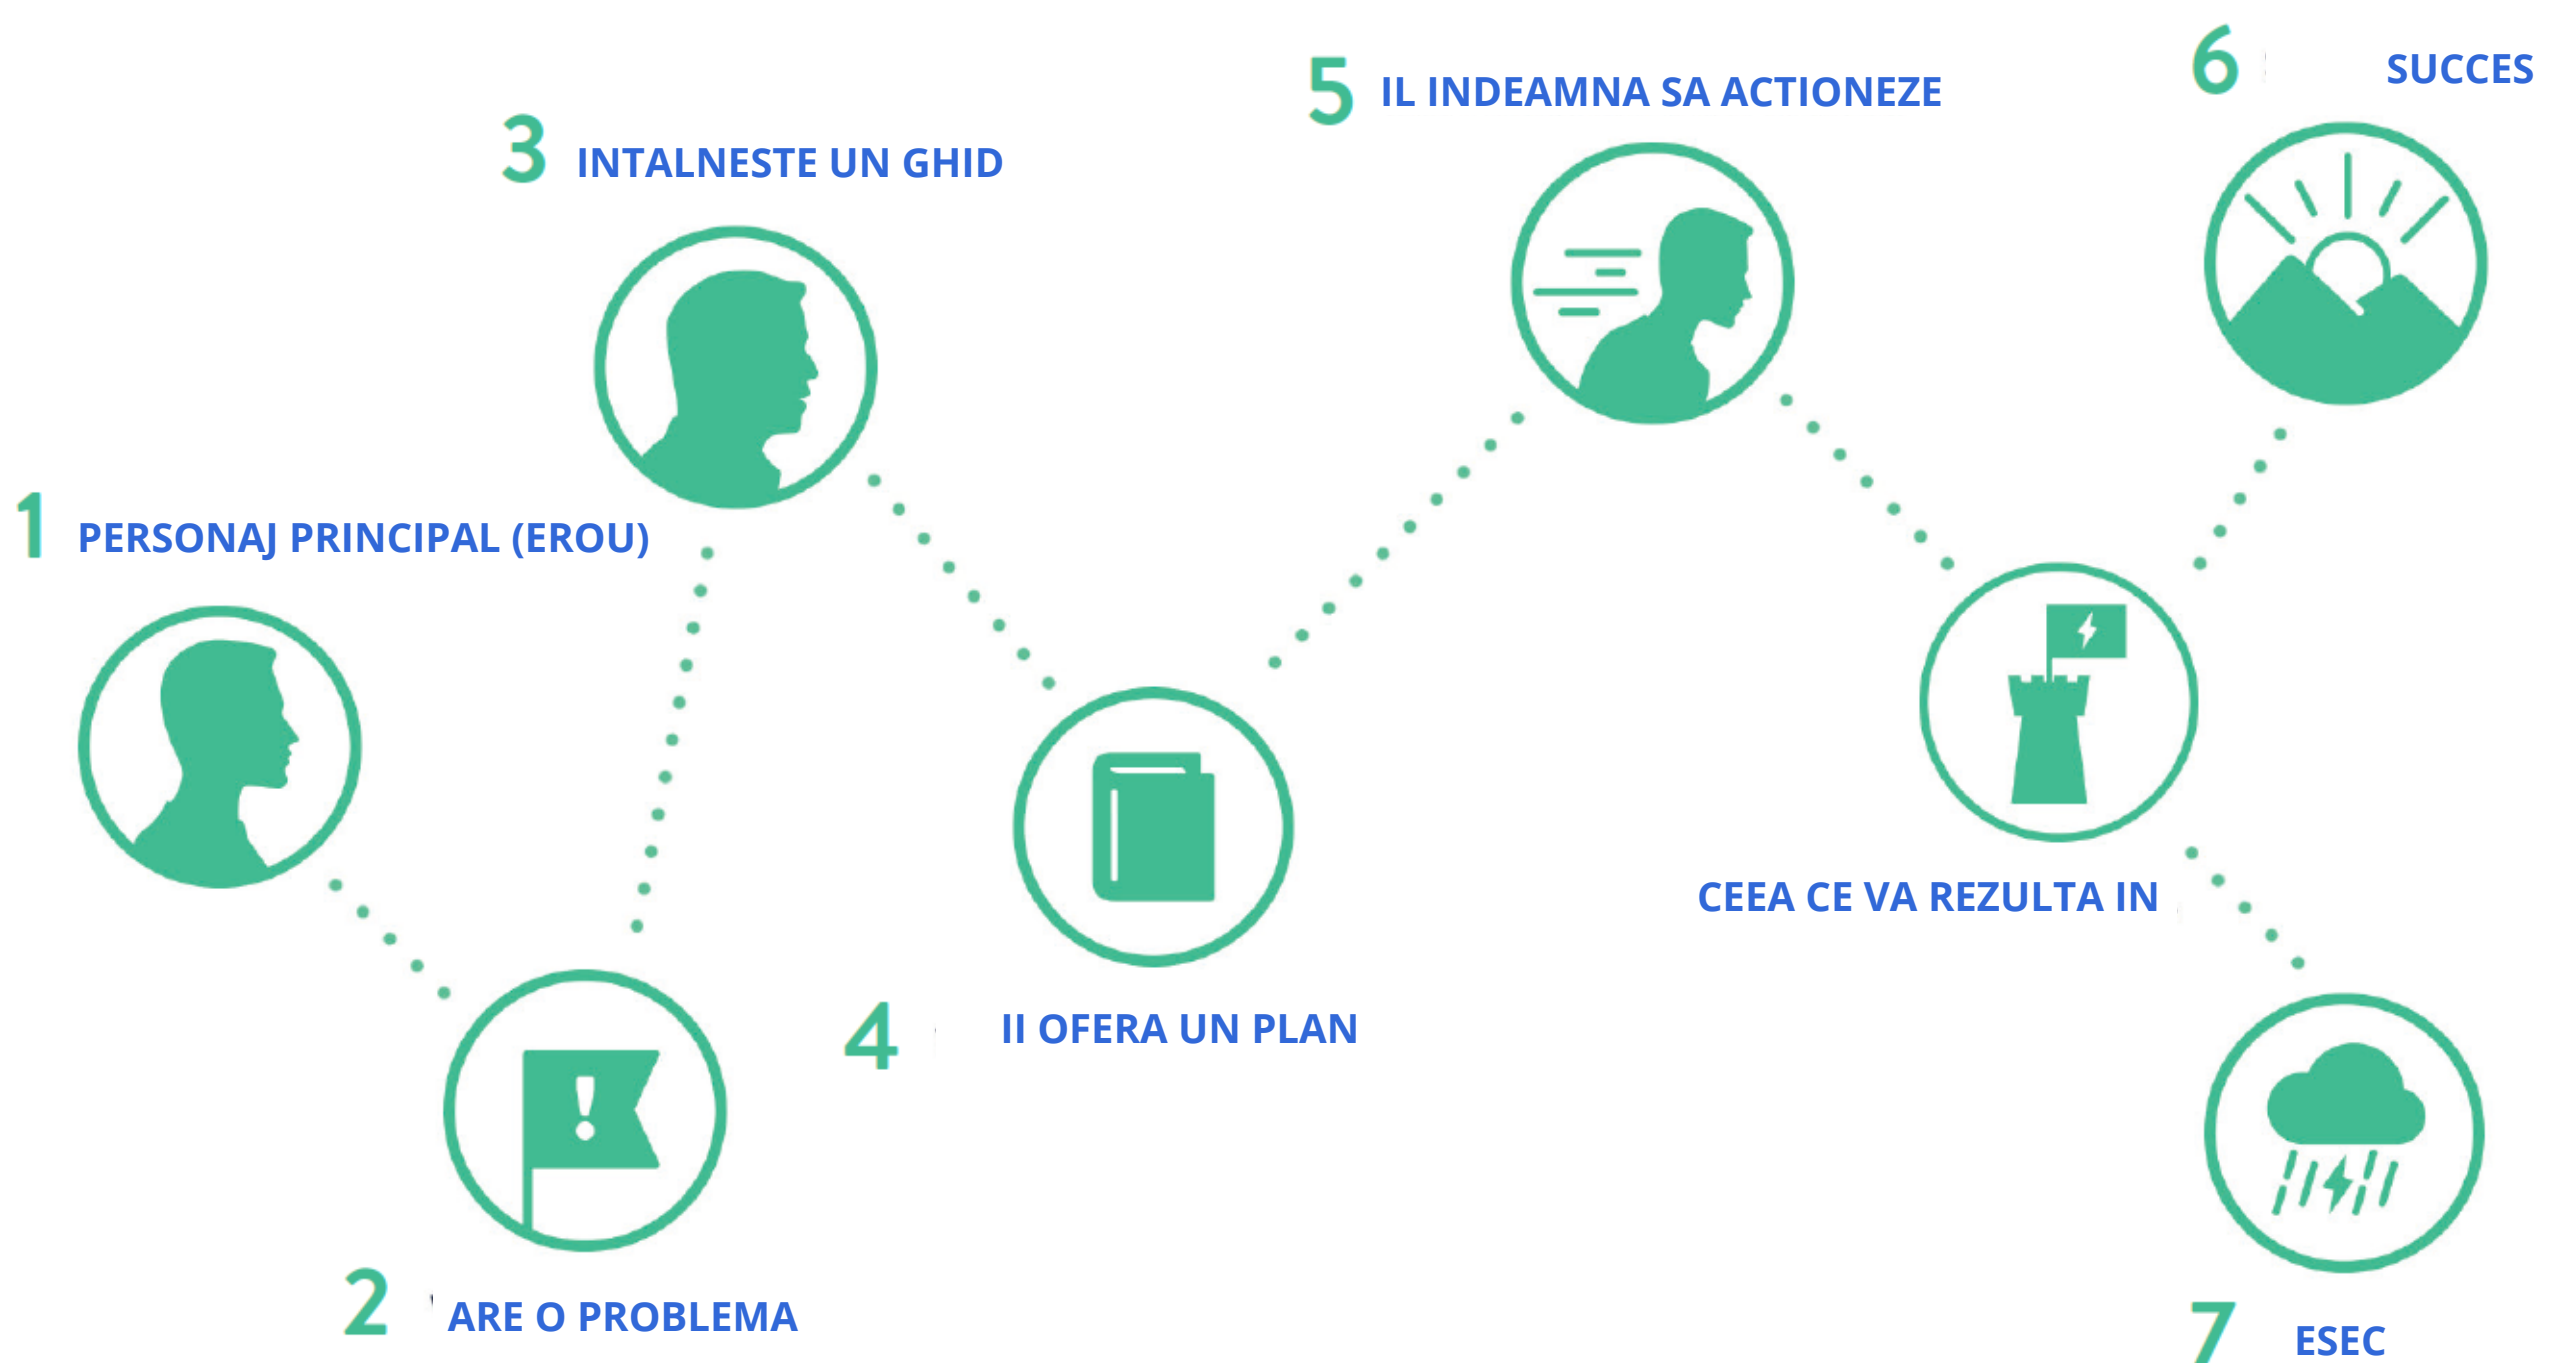 1 PERSONAJ PRINCIPAL (EROU)
2 ARE O PROBLEMA
3 INTALNESTE UN GHID
4 II OFERA UN PLAN
5 IL INDEAMNA SA ACTIONEZE
CEEA CE VA REZULTA IN
6 SUCCES
7 ESEC